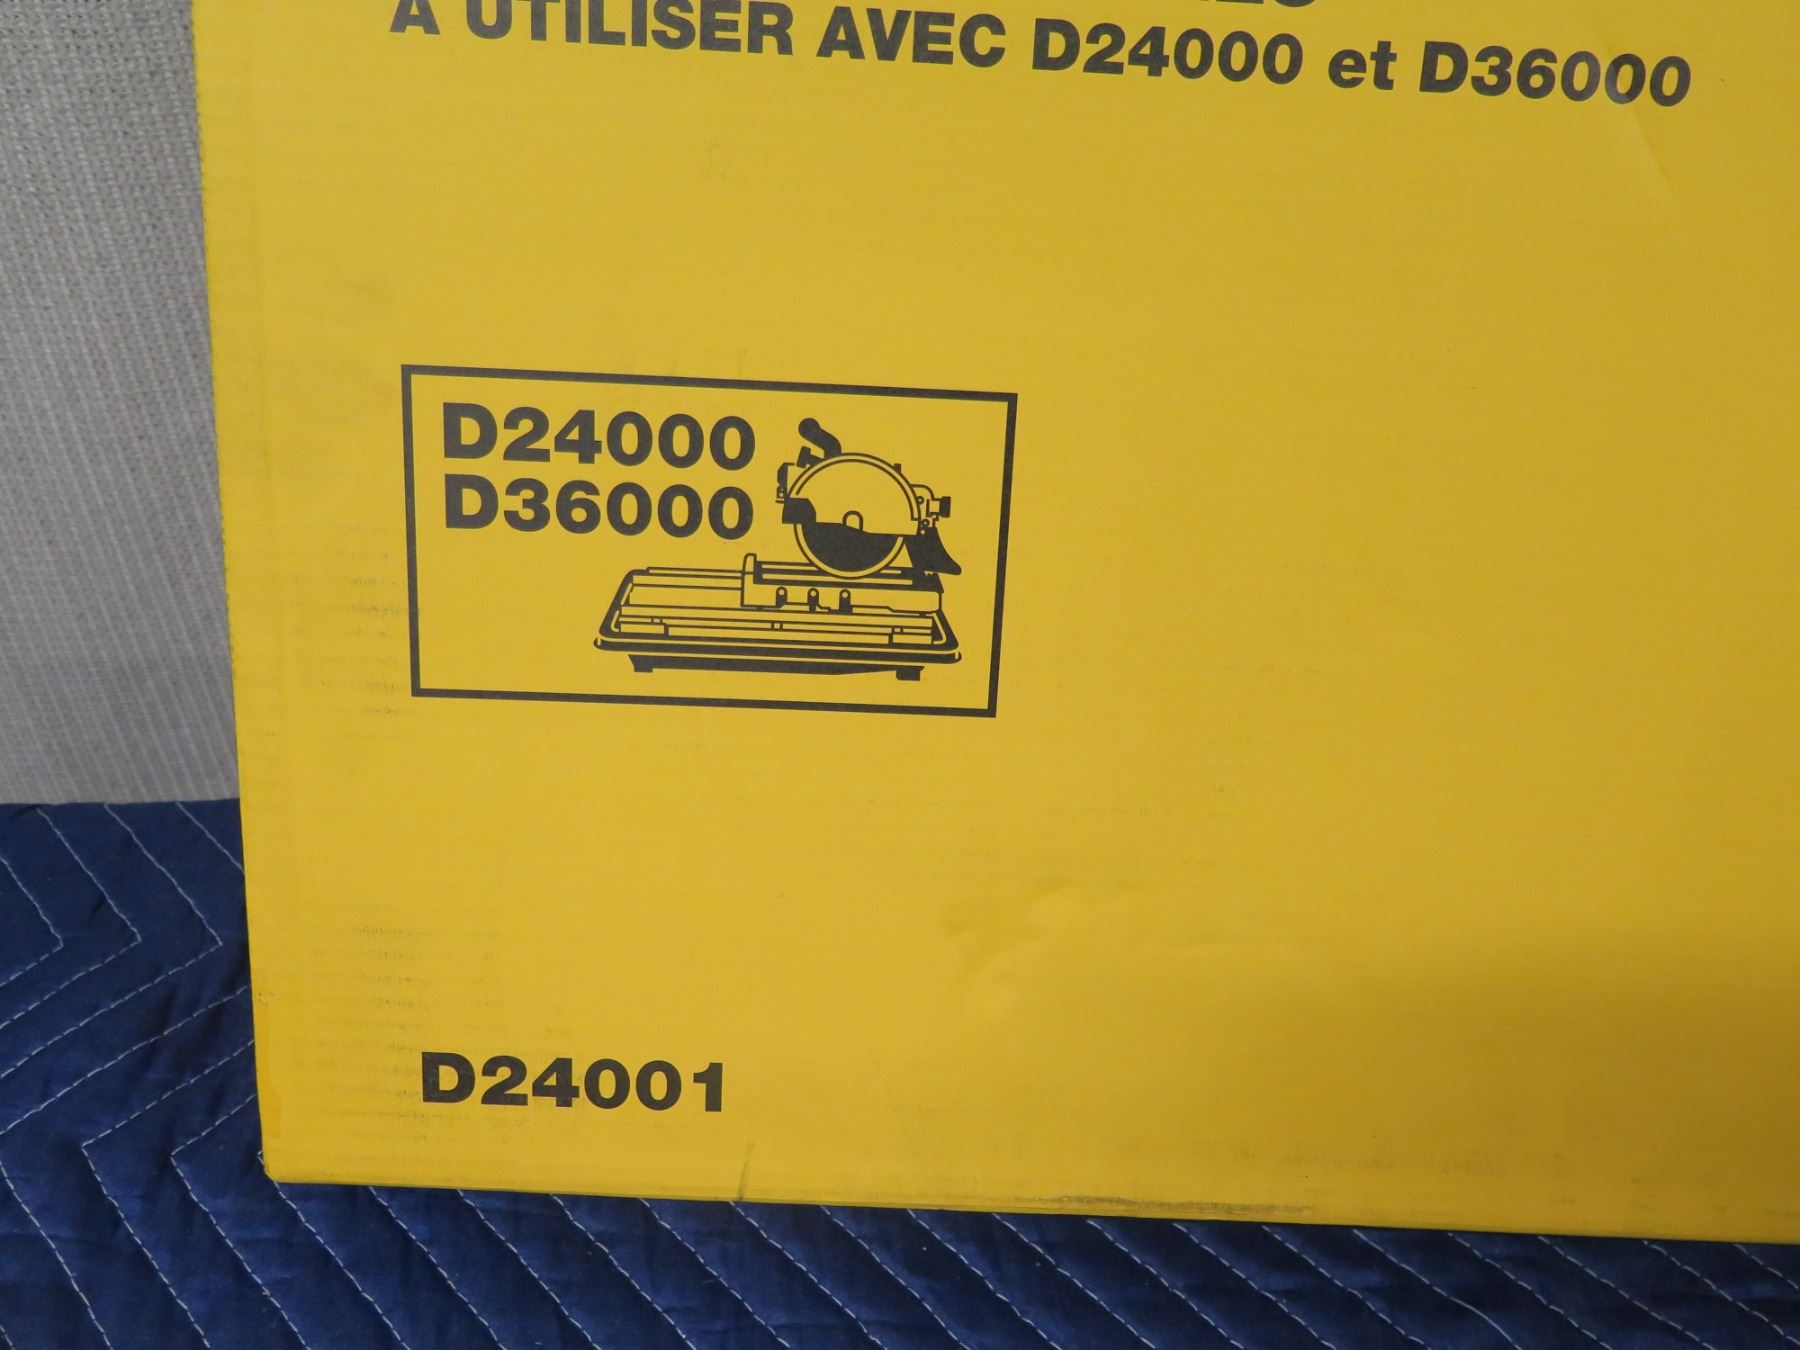 À UTILISER AVEC D24000 et D36000
D24000
D36000
D24001